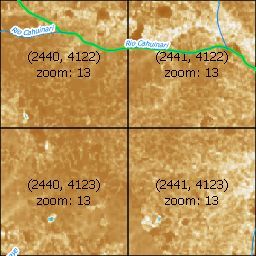 Rio Cahuinari
Rio Cahuinari
(2440, 4122)
zoom: 13
(2441, 4122)
zoom: 13
(2440, 4123)
zoom: 13
(2441, 4123)
zoom: 13